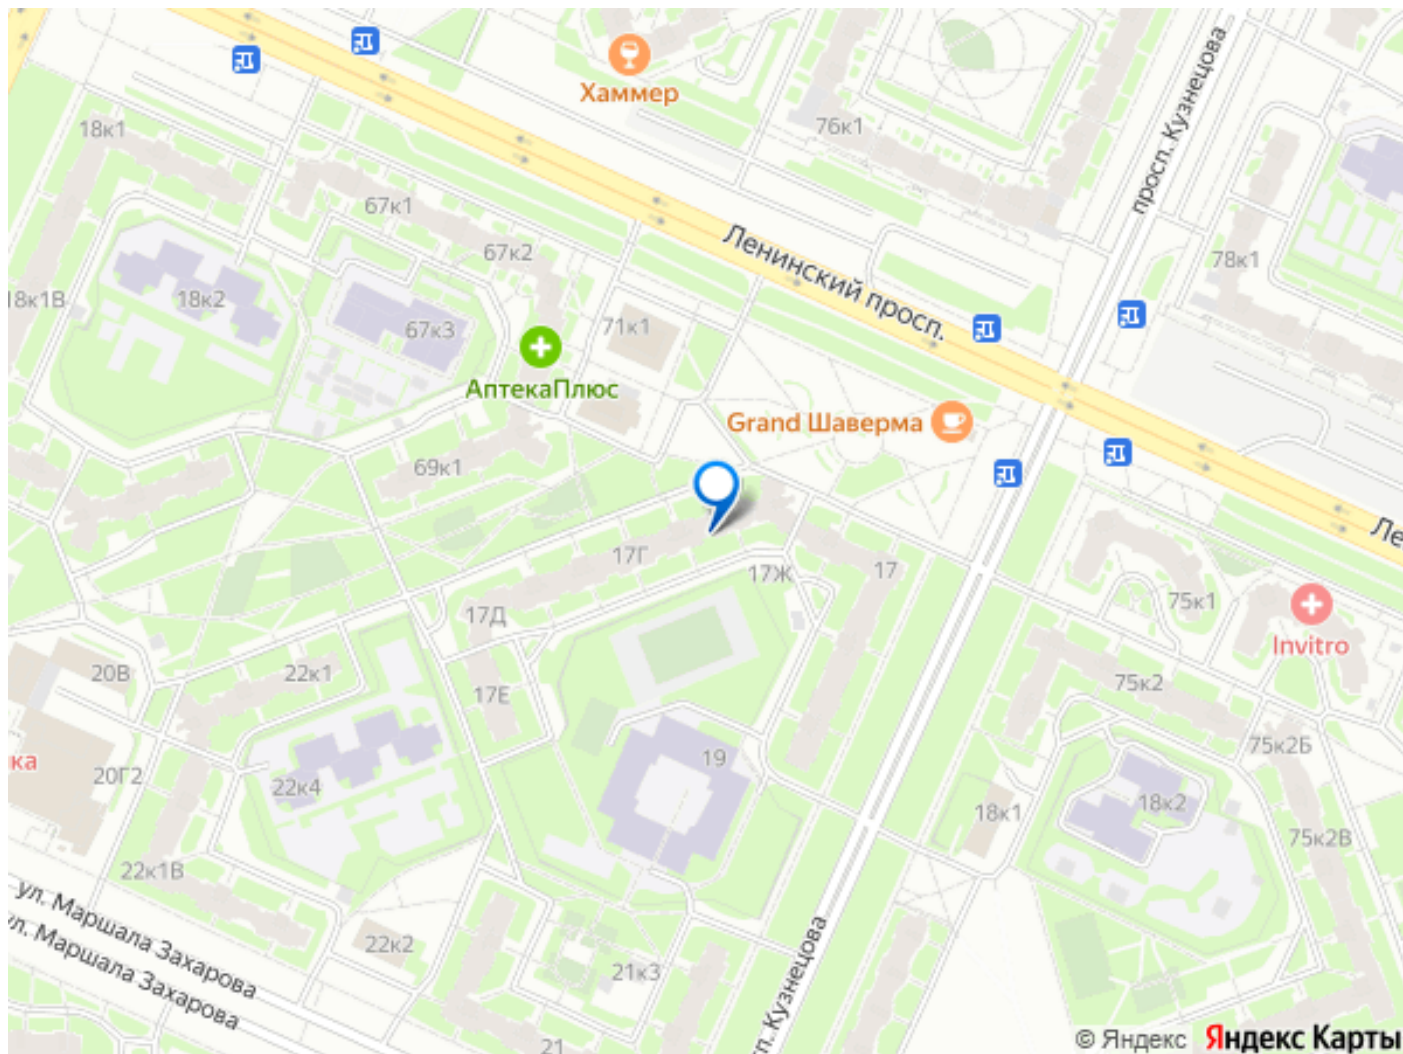 Хаммер
просп. Кузнецова
18к1
76к1
67к1
67к2
Ленинский просп.
78к1
18к1В
18к2
67к3
71к1
АптекаПлюс
Grand Шаверма
69к1
Ле
17Г
17Ж
17
75к1
17Д
Invitro
20В
22к1
75к2
17Е
75к2Б
ка
20Г2
22к4
19
18к1
18к2
75к2В
22к1В
ул. Маршала Захарова
ул. Маршала Захарова
22к2
21к3
сп. Кузнецова
21
© Яндекс Яндекс Карты